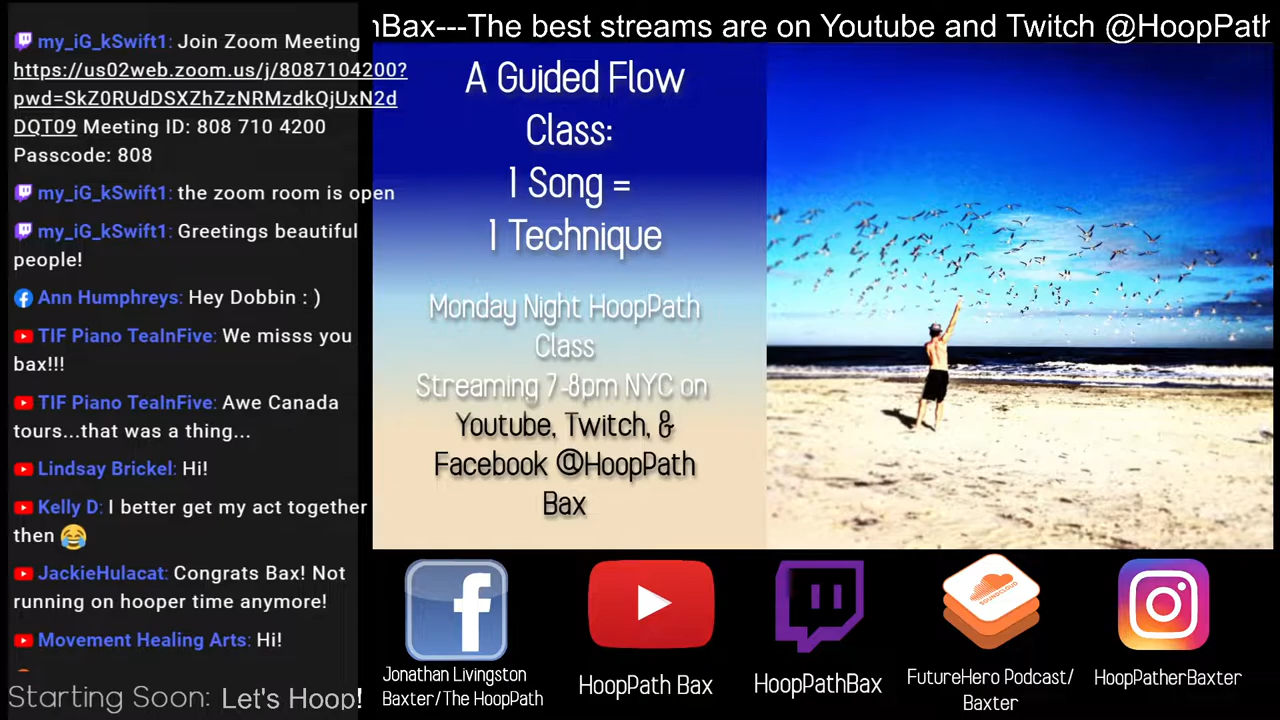 nBax---The best streams are on Youtube and Twitch @HoopPath
my_iG_kSwift1: Join Zoom Meeting
https://us02web.zoom.us/j/8087104200?
pwd=SkZ0RUdDSXZhZzNRMzdkQjUxN2d
DQT09 Meeting ID: 808 710 4200
Passcode: 808
my_iG_kSwift1: the zoom room is open
my_iG_kSwift1: Greetings beautiful
people!
Ann Humphreys: Hey Dobbin : )
TIF Piano TeaInFive: We misss you
bax!!!
TIF Piano TeaInFive: Awe Canada
tours...that was a thing...
Lindsay Brickel: Hi!
Kelly D: I better get my act together
then 😂
JackieHulacat: Congrats Bax! Not
running on hooper time anymore!
Movement Healing Arts: Hi!
Starting Soon: Let's Hoop!
A Guided Flow
Class:
1 Song =
1 Technique
Monday Night HoopPath
Class
Streaming 7-8pm NYC on
Youtube, Twitch, &
Facebook @HoopPath
Bax
Jonathan Livingston
Baxter/The HoopPath
HoopPath Bax
HoopPathBax
SOUNDCLOUD
FutureHero Podcast/
Baxter
HoopPatherBaxter